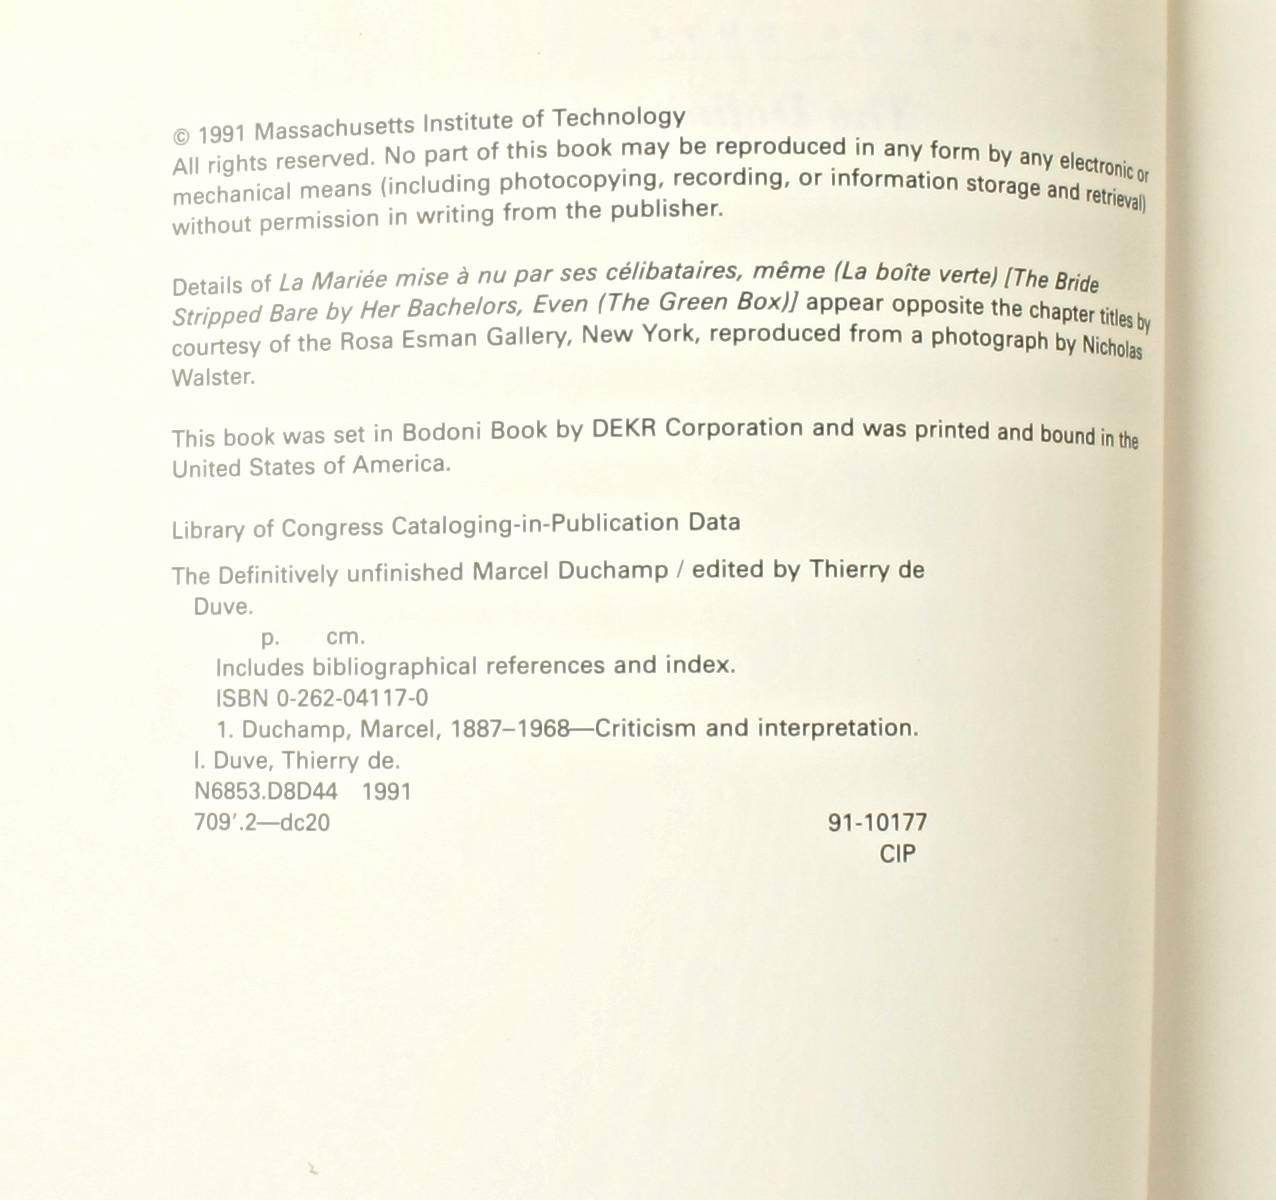 © 1991 Massachusetts Institute of Technology
All rights reserved. No part of this book may be reproduced in any form by any electronic or
mechanical means (including photocopying, recording, or information storage and retrieval)
without permission in writing from the publisher.
Details of La Mariée mise à nu par ses célibataires, même (La boîte verte) [The Bride
Stripped Bare by Her Bachelors, Even (The Green Box)] appear opposite the chapter titles by
courtesy of the Rosa Esman Gallery, New York, reproduced from a photograph by Nicholas
Walster.
This book was set in Bodoni Book by DEKR Corporation and was printed and bound in the
United States of America.
Library of Congress Cataloging-in-Publication Data
The Definitively unfinished Marcel Duchamp / edited by Thierry de
Duve.
p. cm.
Includes bibliographical references and index.
ISBN 0-262-04117-0
1. Duchamp, Marcel, 1887–1968—Criticism and interpretation.
I. Duve, Thierry de.
N6853.D8D44 1991
709′.2—dc20 91-10177
CIP